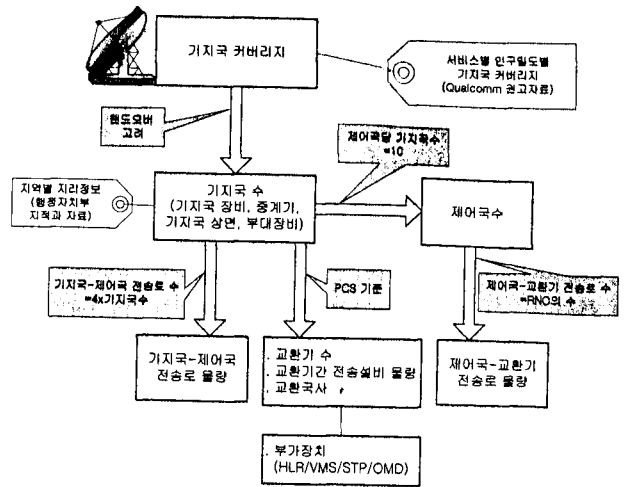 기지국 커버리지
서비스별 인구밀도별
기지국 커버리지
(Qualcomm 권고자료)
핸드오버
고려
제어국당 기지국수
=10
지역별 지리정보
(행정자치부
지적과 자료)
기지국 수
(기지국 장비, 중계기,
기지국 상면, 부대장비)
제어국수
기지국-제어국 전송로 수
=4x기지국수
PCS 기준
제어국-교환기 전송로 수
=RNC의 수
기지국-제어국
전송로 물량
. 교환기 수
. 교환기간 전송설비 물량
. 교환국사
제어국-교환기
전송로 물량
. 부가장치
(HLR/VMS/STP/OMD)